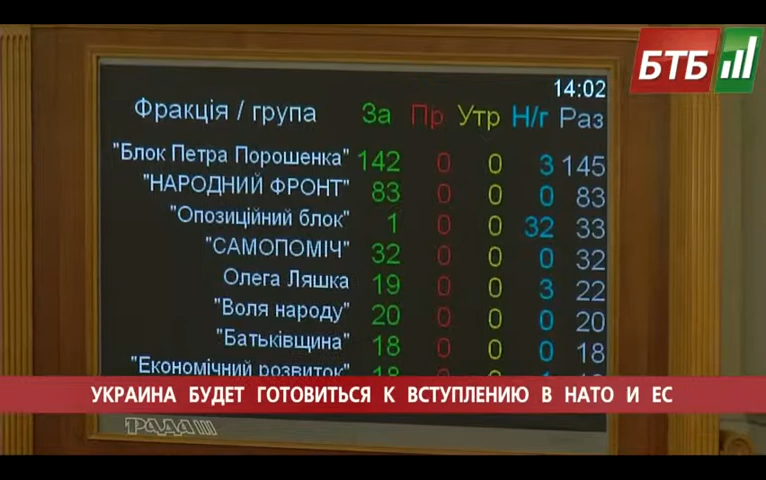 БТБ
14:02
Фракція / група За Пр Утр Н/г Раз
"Блок Петра Порошенка" 142 0 0 3 145
"НАРОДНИЙ ФРОНТ" 83 0 0 0 83
"Опозиційний блок" 1 0 0 32 33
"САМОПОМІЧ" 32 0 0 0 32
Олега Ляшка 19 0 0 3 22
"Воля народу" 20 0 0 0 20
"Батьківщина" 18 0 0 0 18
"Економічний розвиток"
УКРАИНА БУДЕТ ГОТОВИТЬСЯ К ВСТУПЛЕНИЮ В НАТО И ЕС
РАДА